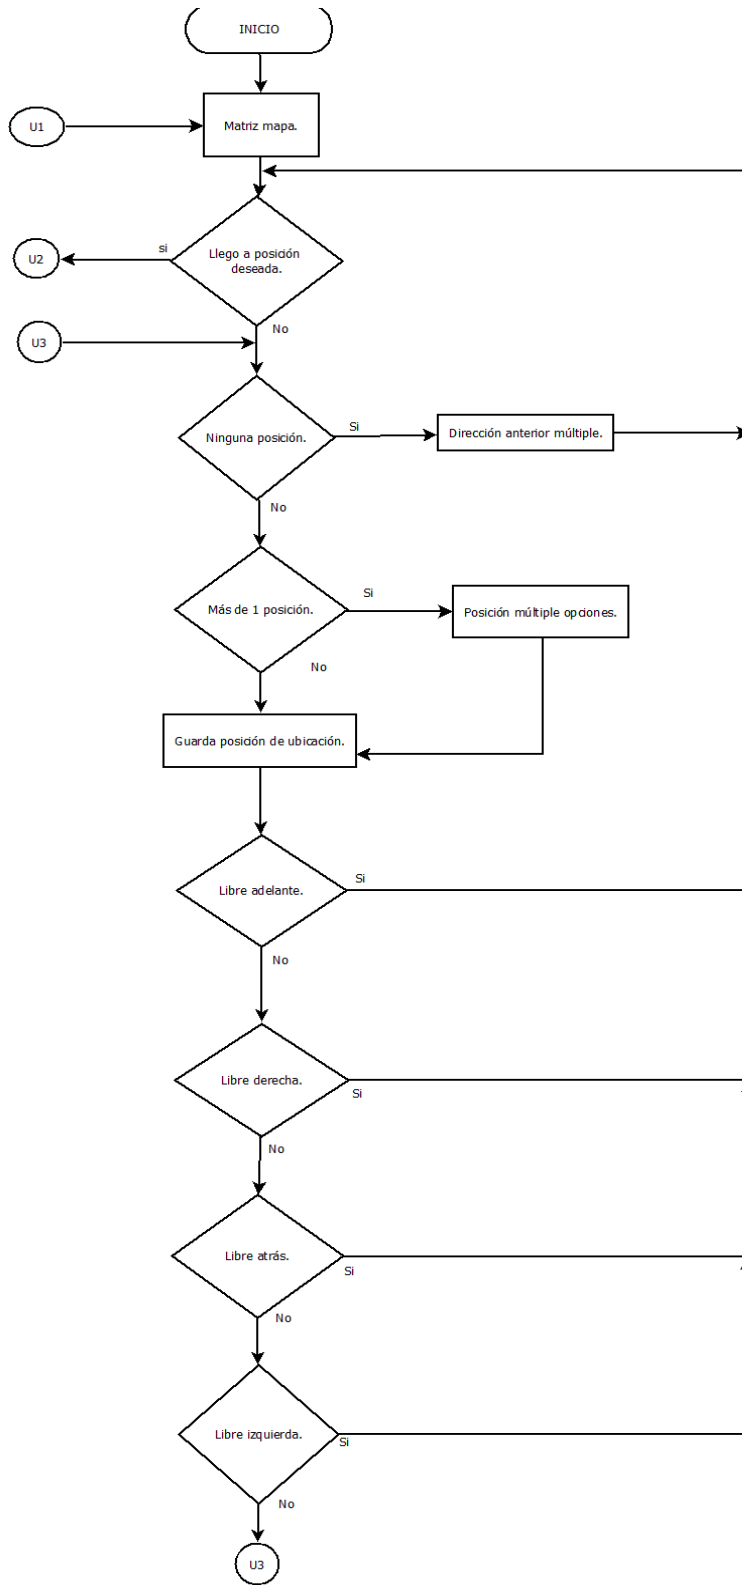 INICIO
U1
Matriz mapa.
si
U2
Llego a posición
deseada.
No
U3
Ninguna posición.
Si
Dirección anterior múltiple.
No
Más de 1 posición.
Si
Posición múltiple opciones.
No
Guarda posición de ubicación.
Libre adelante.
Si
No
Libre derecha.
Si
No
Libre atrás.
Si
No
Libre izquierda.
Si
No
U3